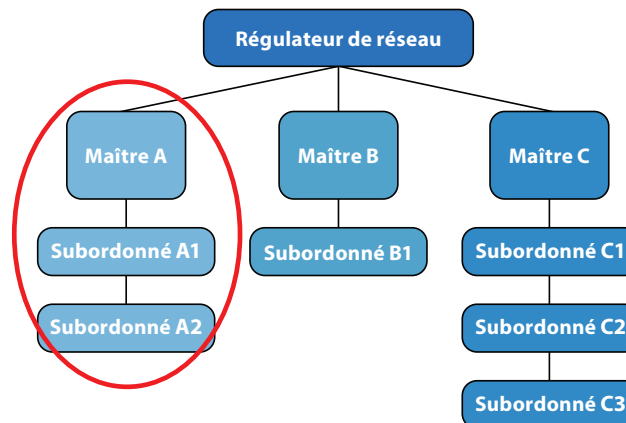 Régulateur de réseau
Maître A
Maître B
Maître C
Subordonné A1
Subordonné B1
Subordonné C1
Subordonné A2
Subordonné C2
Subordonné C3